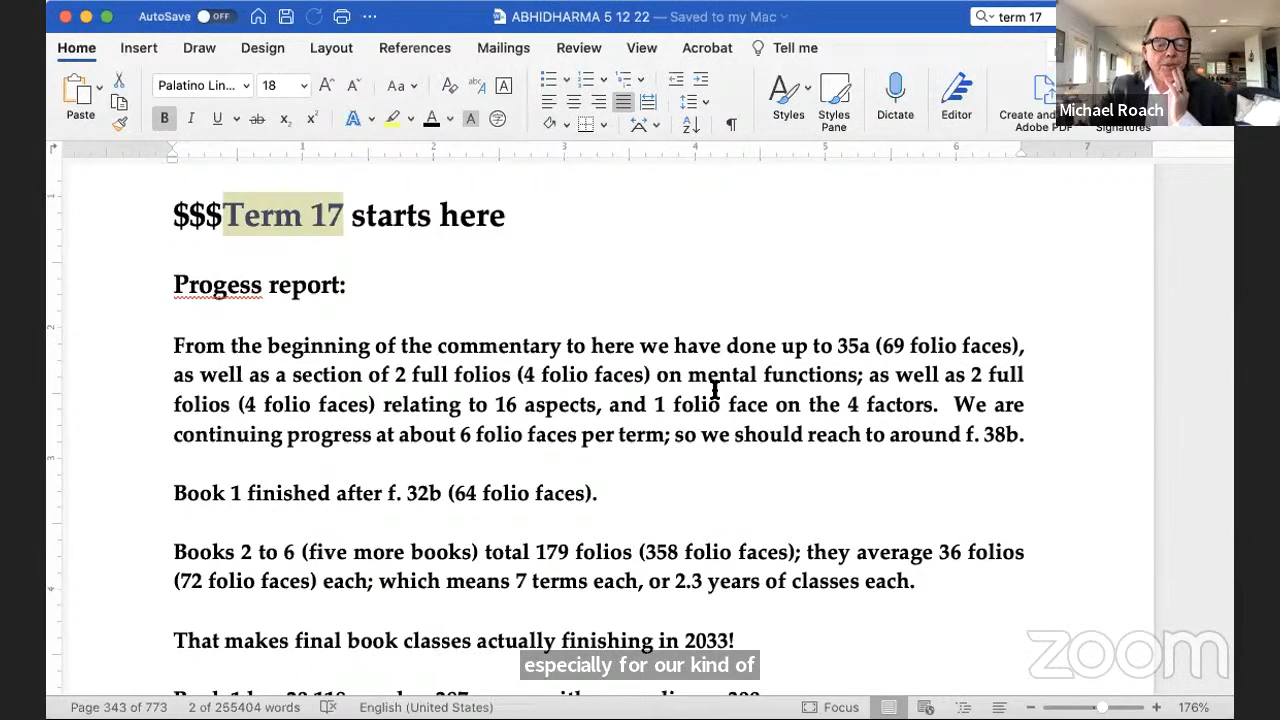 AutoSave OFF
ABHIDHARMA 5 12 22 — Saved to my Mac
term 17
Home Insert Draw Design Layout References Mailings Review View Acrobat Tell me
Paste
Palatino Lin... 18
Styles
Styles Pane
Dictate
Editor
Create and
Adobe PDF
Signatures
Michael Roach
1 2 3 4 5 6 7
$$$Term 17 starts here
Progess report:
From the beginning of the commentary to here we have done up to 35a (69 folio faces),
as well as a section of 2 full folios (4 folio faces) on mental functions; as well as 2 full
folios (4 folio faces) relating to 16 aspects, and 1 folio face on the 4 factors. We are
continuing progress at about 6 folio faces per term; so we should reach to around f. 38b.
Book 1 finished after f. 32b (64 folio faces).
Books 2 to 6 (five more books) total 179 folios (358 folio faces); they average 36 folios
(72 folio faces) each; which means 7 terms each, or 2.3 years of classes each.
That makes final book classes actually finishing in 2033!
especially for our kind of
zoom
Page 343 of 773 2 of 255404 words English (United States) Focus 176%